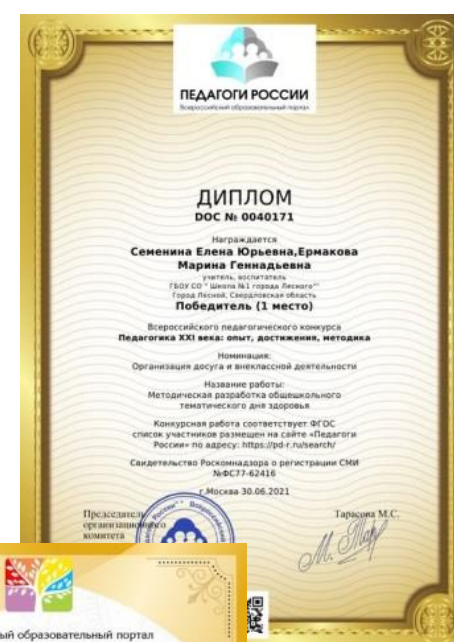 ПЕДАГОГИ РОССИИ
Всероссийский образовательный портал
ДИПЛОМ
DOC № 0040171
Награждается
Семенина Елена Юрьевна,Ермакова
Марина Геннадьевна
учитель, воспитатель
ГБОУ СО " Школа №1 города Лесного"
Город Лесной, Свердловская область
Победитель (1 место)
Всероссийского педагогического конкурса
Педагогика XXI века: опыт, достижения, методика
Номинация:
Организация досуга и внеклассной деятельности
Название работы:
Методическая разработка общешкольного
тематического дня здоровья
Конкурсная работа соответствует ФГОС
список участников размещен на сайте «Педагоги
России» по адресу: https://pd-r.ru/search/
Свидетельство Роскомнадзора о регистрации СМИ
№ФС77-62416
г.Москва 30.06.2021
Председатель
организационного
комитета
Тарасова М.С.
ый образовательный портал